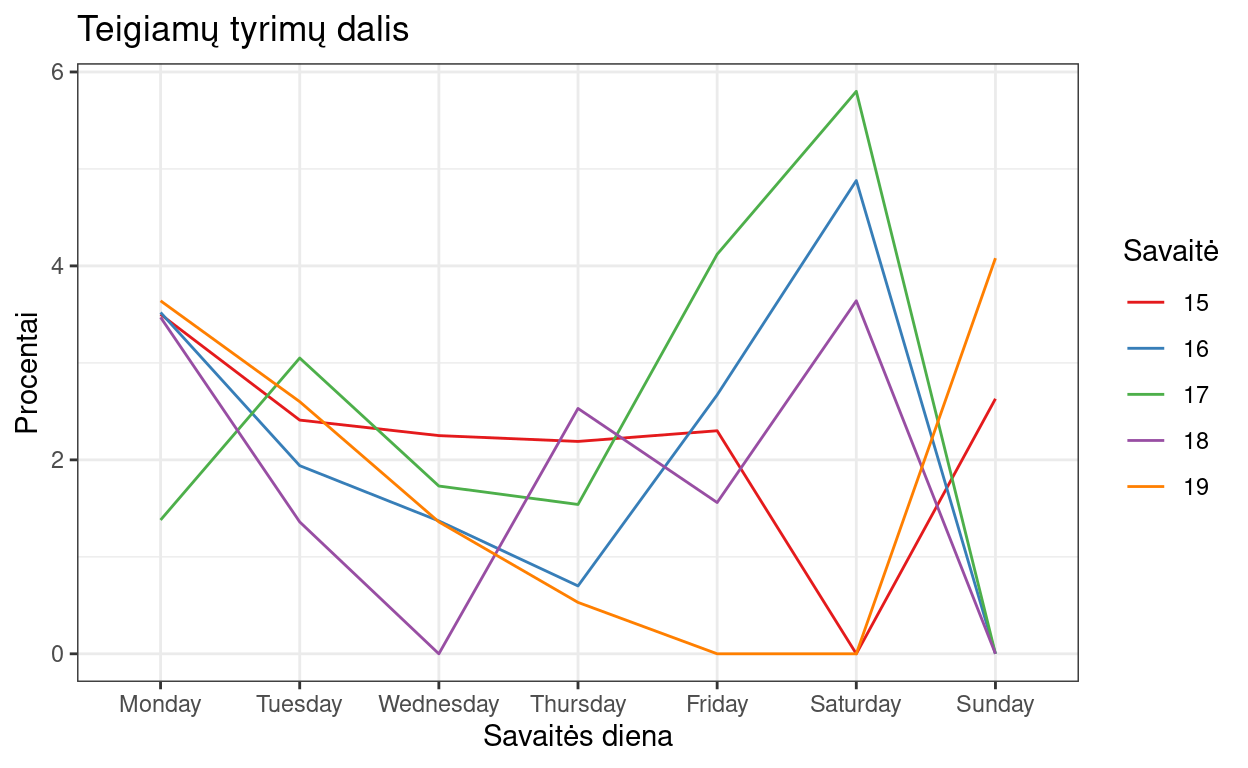 Teigiamų tyrimų dalis
Procentai
6
4
2
0
Monday Tuesday Wednesday Thursday Friday Saturday Sunday
Savaitės diena
Savaitė
15
16
17
18
19